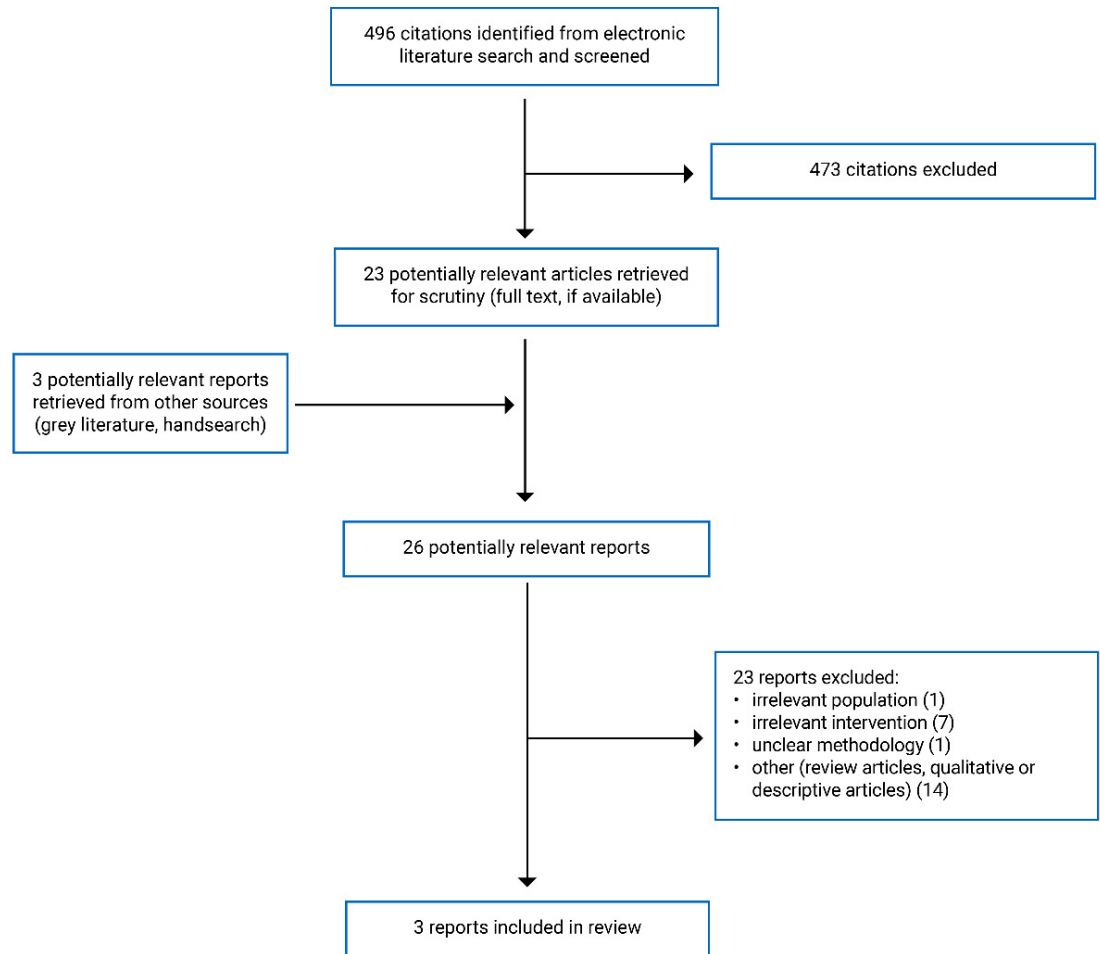 496 citations identified from electronic
literature search and screened
473 citations excluded
23 potentially relevant articles retrieved
for scrutiny (full text, if available)
3 potentially relevant reports
retrieved from other sources
(grey literature, handsearch)
26 potentially relevant reports
23 reports excluded:
• irrelevant population (1)
• irrelevant intervention (7)
• unclear methodology (1)
• other (review articles, qualitative or
descriptive articles) (14)
3 reports included in review